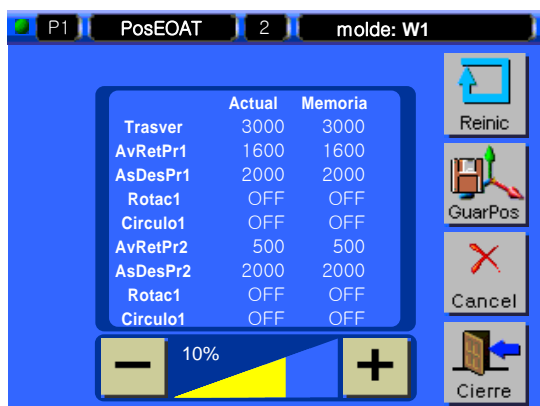 P1 PosEOAT 2 molde: W1
Actual Memoria
Trasver 3000 3000
AvRetPr1 1600 1600
AsDesPr1 2000 2000
Rotac1 OFF OFF
Circulo1 OFF OFF
AvRetPr2 500 500
AsDesPr2 2000 2000
Rotac1 OFF OFF
Circulo1 OFF OFF
10%
Reinic
GuarPos
Cancel
Cierre